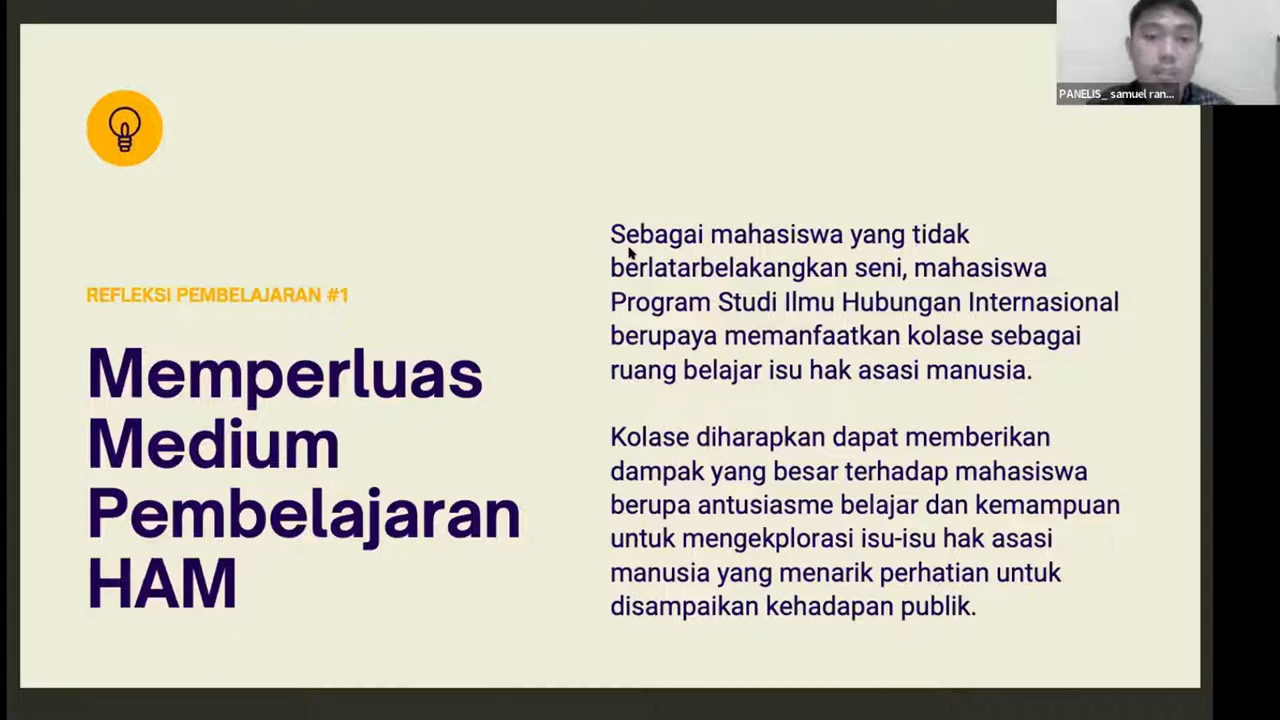 PANELIS_ samuel ran...
REFLEKSI PEMBELAJARAN #1
Memperluas
Medium
Pembelajaran
HAM
Sebagai mahasiswa yang tidak
berlatarbelakangkan seni, mahasiswa
Program Studi Ilmu Hubungan Internasional
berupaya memanfaatkan kolase sebagai
ruang belajar isu hak asasi manusia.
Kolase diharapkan dapat memberikan
dampak yang besar terhadap mahasiswa
berupa antusiasme belajar dan kemampuan
untuk mengekplorasi isu-isu hak asasi
manusia yang menarik perhatian untuk
disampaikan kehadapan publik.